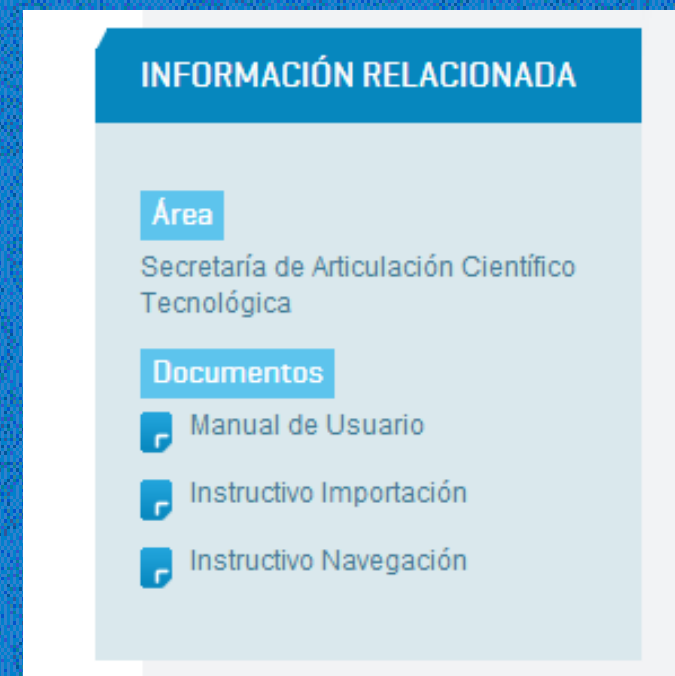 INFORMACIÓN RELACIONADA
Área
Secretaría de Articulación Científico
Tecnológica
Documentos
Manual de Usuario
Instructivo Importación
Instructivo Navegación